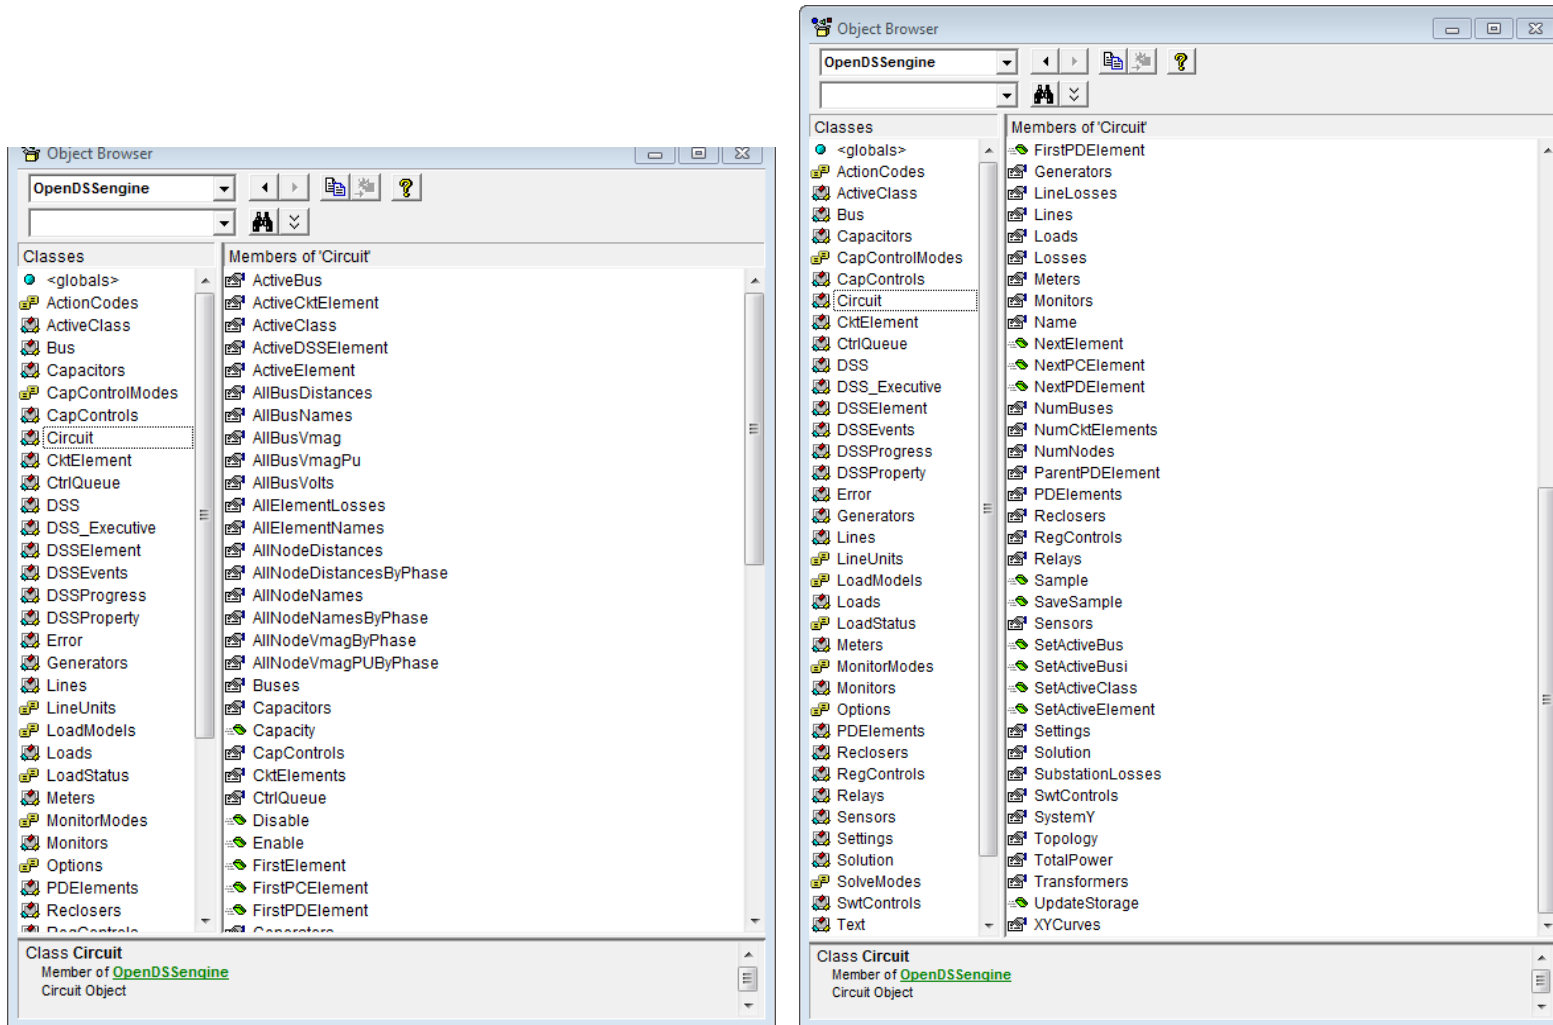 Object Browser
OpenDSSengine
Classes
<globals>
ActionCodes
ActiveClass
Bus
Capacitors
CapControlModes
CapControls
Circuit
CktElement
CtrlQueue
DSS
DSS_Executive
DSSElement
DSSEvents
DSSProgress
DSSProperty
Error
Generators
Lines
LineUnits
LoadModels
Loads
LoadStatus
Meters
MonitorModes
Monitors
Options
PDElements
Reclosers
RegControls
Members of 'Circuit'
ActiveBus
ActiveCktElement
ActiveClass
ActiveDSSElement
ActiveElement
AllBusDistances
AllBusNames
AllBusVmag
AllBusVmagPu
AllBusVolts
AllElementLosses
AllElementNames
AllNodeDistances
AllNodeDistancesByPhase
AllNodeNames
AllNodeNamesByPhase
AllNodeVmagByPhase
AllNodeVmagPUByPhase
Buses
Capacitors
Capacity
CapControls
CktElements
CtrlQueue
Disable
Enable
FirstElement
FirstPCElement
FirstPDElement
Generators
Class Circuit
Member of OpenDSSengine
Circuit Object
Object Browser
OpenDSSengine
Classes
<globals>
ActionCodes
ActiveClass
Bus
Capacitors
CapControlModes
CapControls
Circuit
CktElement
CtrlQueue
DSS
DSS_Executive
DSSElement
DSSEvents
DSSProgress
DSSProperty
Error
Generators
Lines
LineUnits
LoadModels
Loads
LoadStatus
Meters
MonitorModes
Monitors
Options
PDElements
Reclosers
RegControls
Relays
Sensors
Settings
Solution
SolveModes
SwtControls
Text
Members of 'Circuit'
FirstPDElement
Generators
LineLosses
Lines
Loads
Losses
Meters
Monitors
Name
NextElement
NextPCElement
NextPDElement
NumBuses
NumCktElements
NumNodes
ParentPDElement
PDElements
Reclosers
RegControls
Relays
Sample
SaveSample
Sensors
SetActiveBus
SetActiveBusi
SetActiveClass
SetActiveElement
Settings
Solution
SubstationLosses
SwtControls
SystemY
Topology
TotalPower
Transformers
UpdateStorage
XYCurves
Class Circuit
Member of OpenDSSengine
Circuit Object